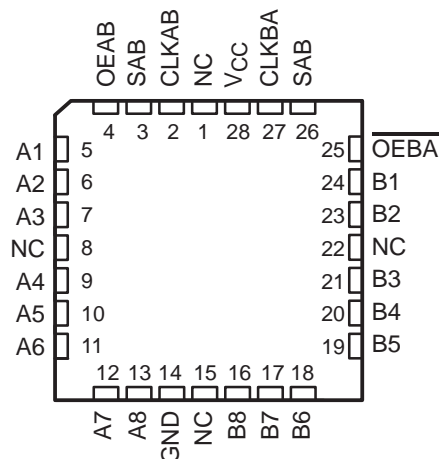 OEAB SAB CLKAB NC VCC CLKBA SAB
4 3 2 1 28 27 26
A1 5 25 OEBA
A2 6 24 B1
A3 7 23 B2
NC 8 22 NC
A4 9 21 B3
A5 10 20 B4
A6 11 19 B5
12 13 14 15 16 17 18
A7 A8 GND NC B8 B7 B6